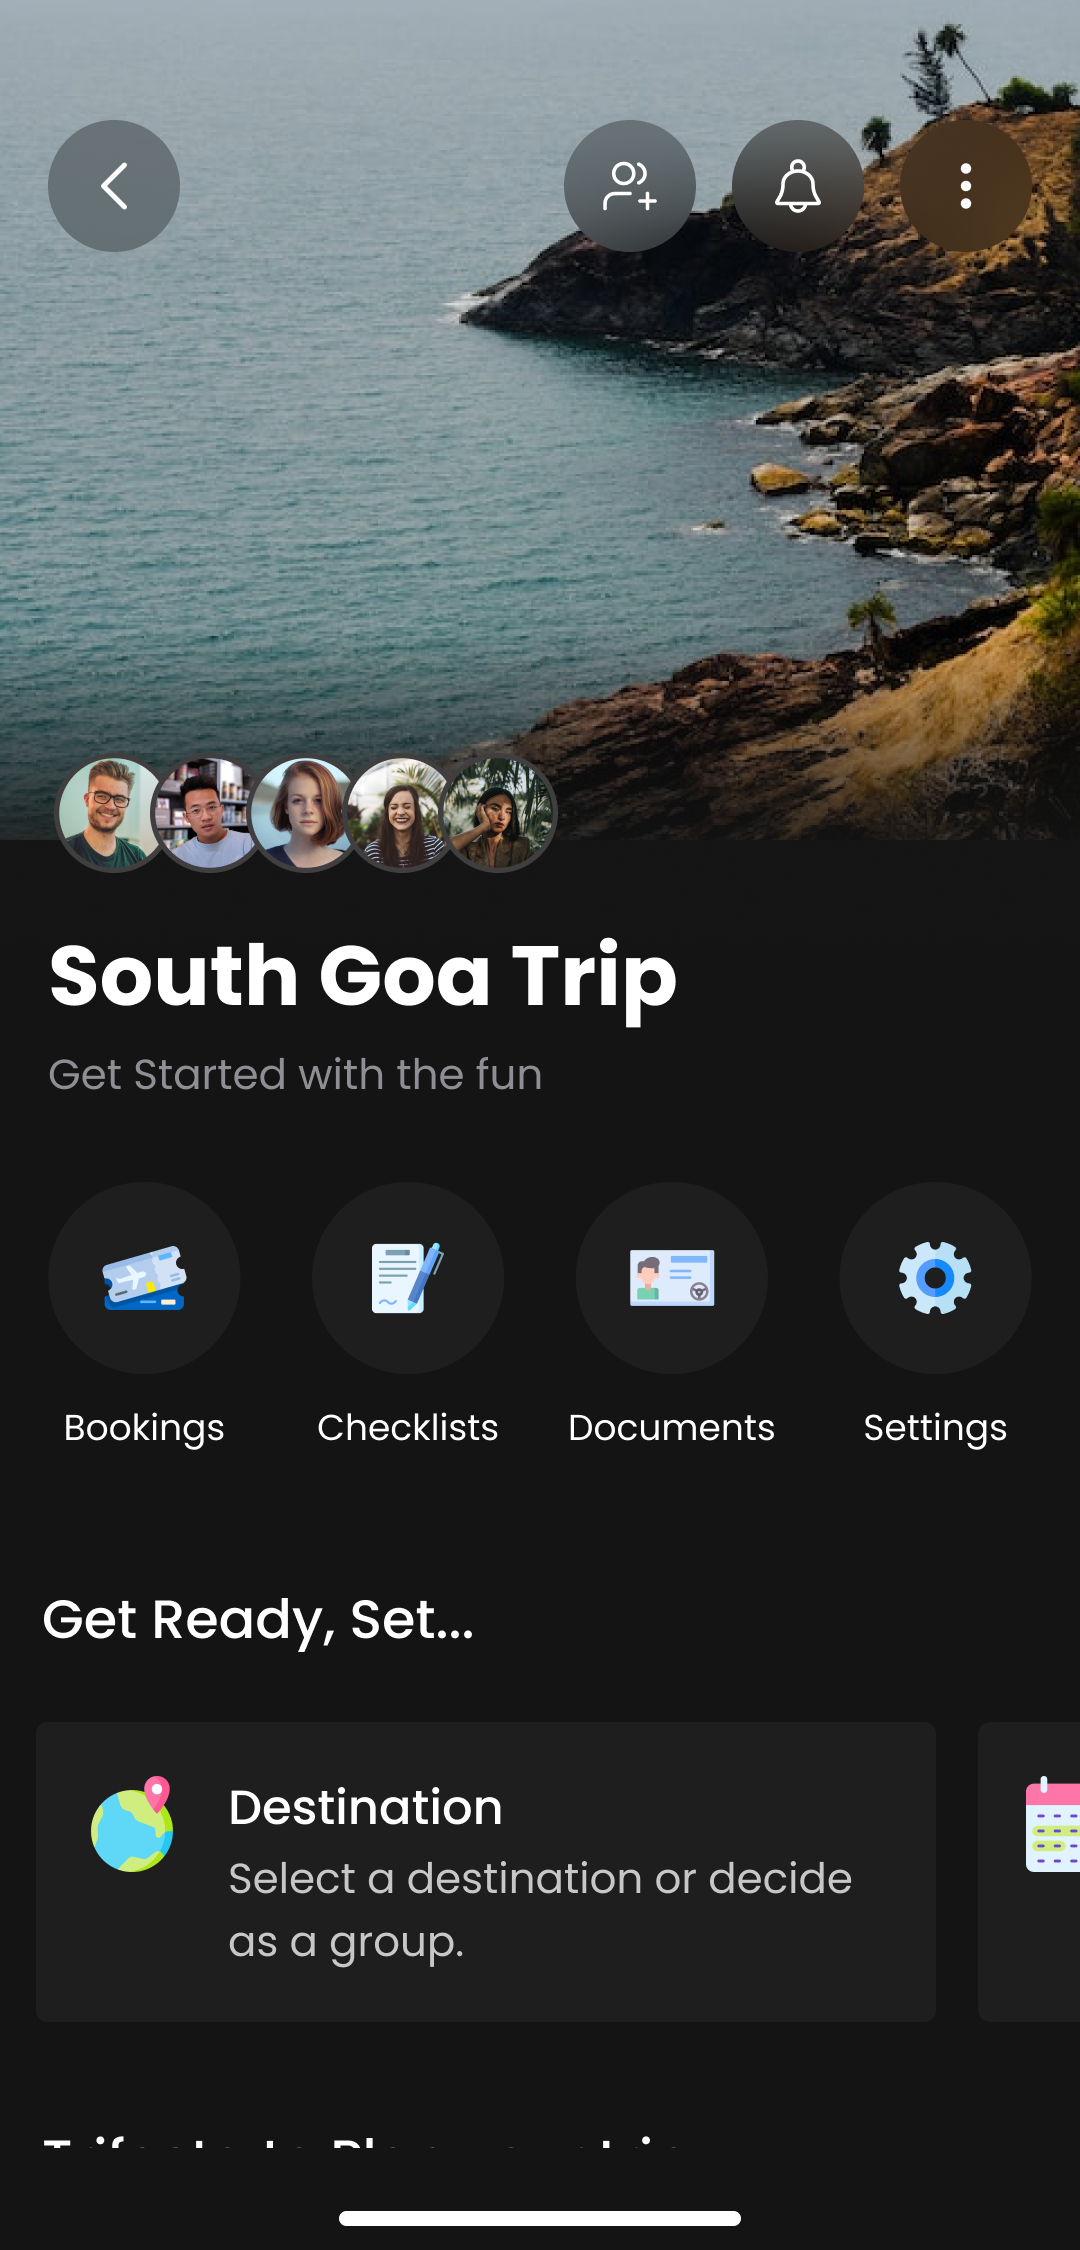 South Goa Trip
Get Started with the fun
Bookings
Checklists
Documents
Settings
Get Ready, Set...
Destination
Select a destination or decide
as a group.